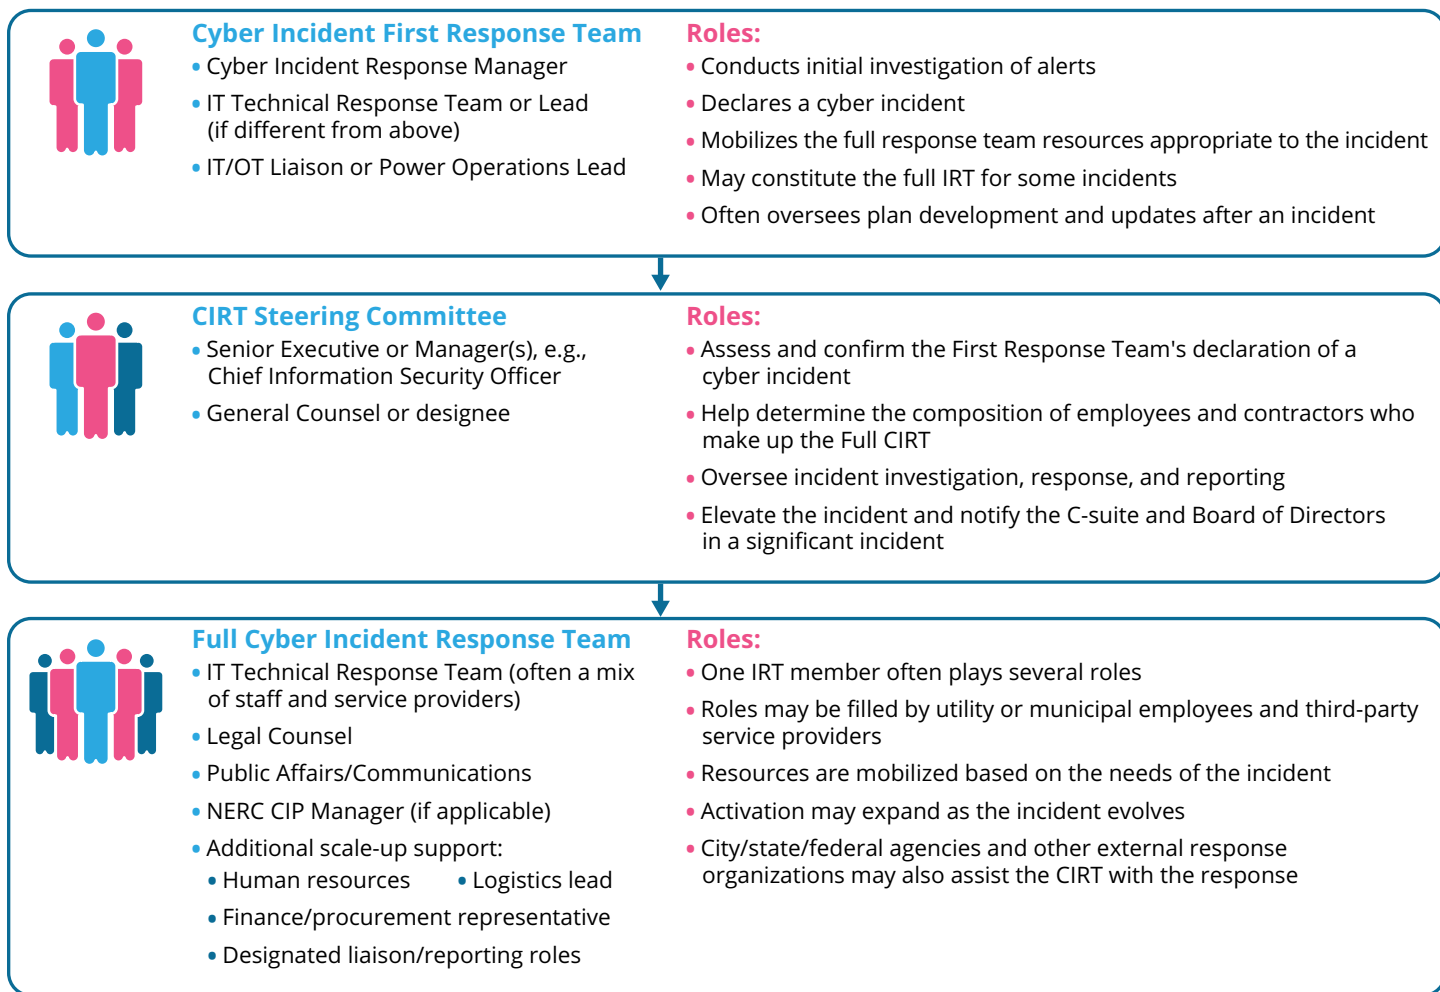 Cyber Incident First Response Team
• Cyber Incident Response Manager
• IT Technical Response Team or Lead
(if different from above)
• IT/OT Liaison or Power Operations Lead
Roles:
• Conducts initial investigation of alerts
• Declares a cyber incident
• Mobilizes the full response team resources appropriate to the incident
• May constitute the full IRT for some incidents
• Often oversees plan development and updates after an incident
CIRT Steering Committee
• Senior Executive or Manager(s), e.g.,
Chief Information Security Officer
• General Counsel or designee
Roles:
• Assess and confirm the First Response Team's declaration of a
cyber incident
• Help determine the composition of employees and contractors who
make up the Full CIRT
• Oversee incident investigation, response, and reporting
• Elevate the incident and notify the C-suite and Board of Directors
in a significant incident
Full Cyber Incident Response Team
• IT Technical Response Team (often a mix
of staff and service providers)
• Legal Counsel
• Public Affairs/Communications
• NERC CIP Manager (if applicable)
• Additional scale-up support:
• Human resources • Logistics lead
• Finance/procurement representative
• Designated liaison/reporting roles
Roles:
• One IRT member often plays several roles
• Roles may be filled by utility or municipal employees and third-party
service providers
• Resources are mobilized based on the needs of the incident
• Activation may expand as the incident evolves
• City/state/federal agencies and other external response
organizations may also assist the CIRT with the response